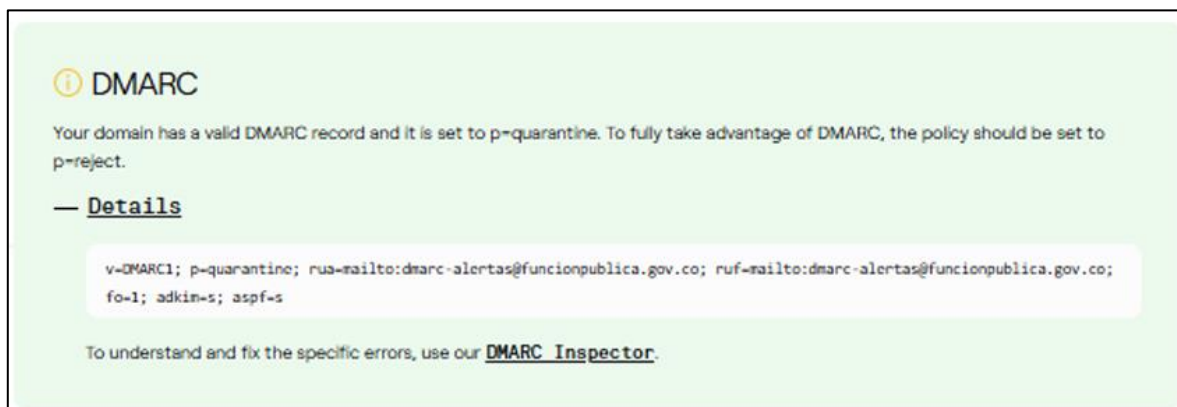 DMARC
Your domain has a valid DMARC record and it is set to p=quarantine. To fully take advantage of DMARC, the policy should be set to
p=reject.
— Details
v=DMARC1; p=quarantine; rua=mailto:dmarc-alertas@funcionpublica.gov.co; ruf=mailto:dmarc-alertas@funcionpublica.gov.co;
fo=1; adkim=s; aspf=s
To understand and fix the specific errors, use our DMARC Inspector.